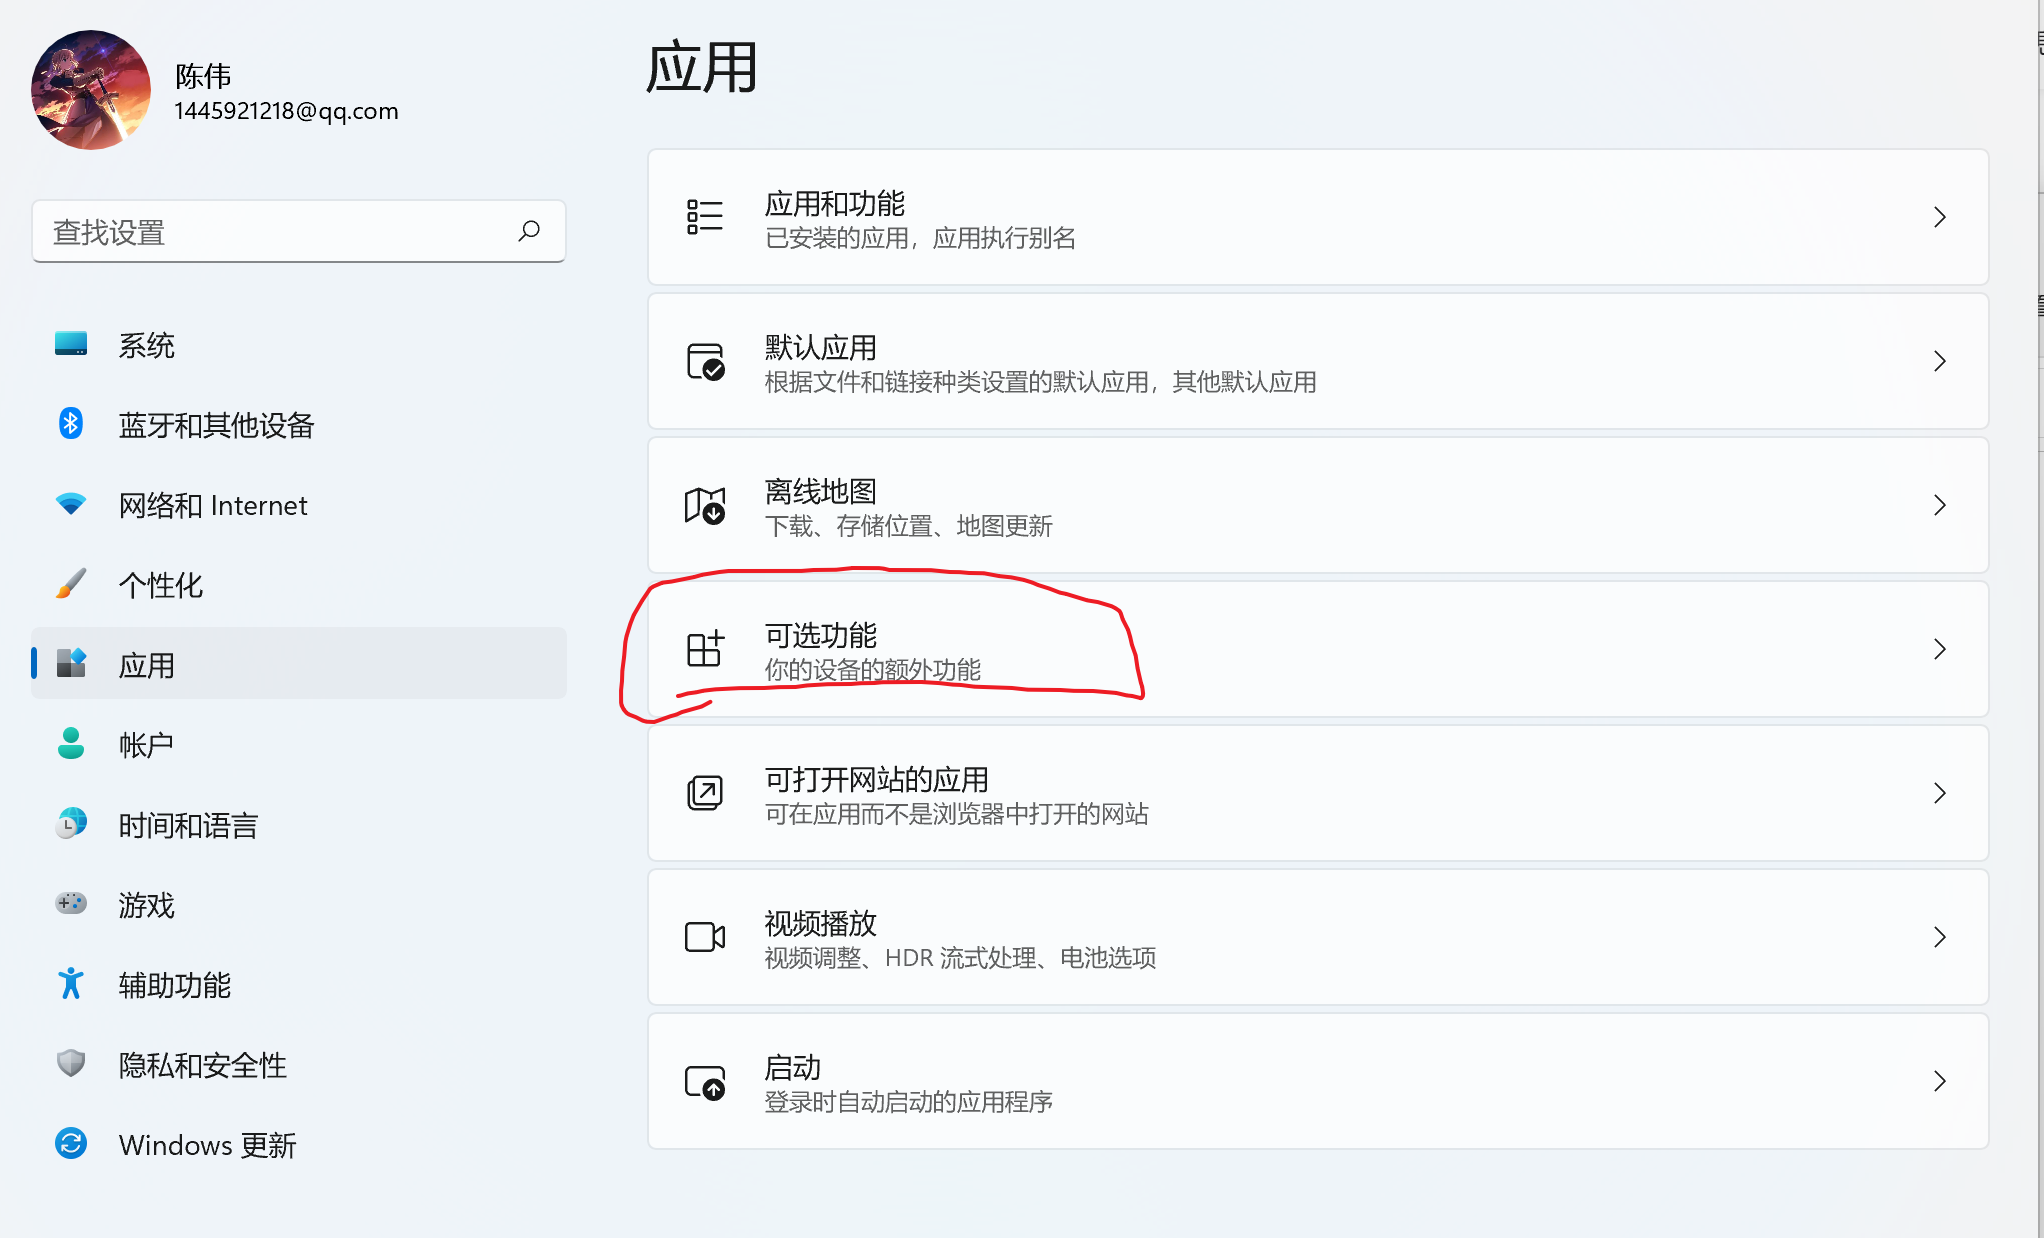 陈伟
1445921218@qq.com
查找设置
系统
蓝牙和其他设备
网络和 Internet
个性化
应用
帐户
时间和语言
游戏
辅助功能
隐私和安全性
Windows 更新
应用
应用和功能
已安装的应用，应用执行别名
默认应用
根据文件和链接种类设置的默认应用，其他默认应用
离线地图
下载、存储位置、地图更新
可选功能
你的设备的额外功能
可打开网站的应用
可在应用而不是浏览器中打开的网站
视频播放
视频调整、HDR 流式处理、电池选项
启动
登录时自动启动的应用程序